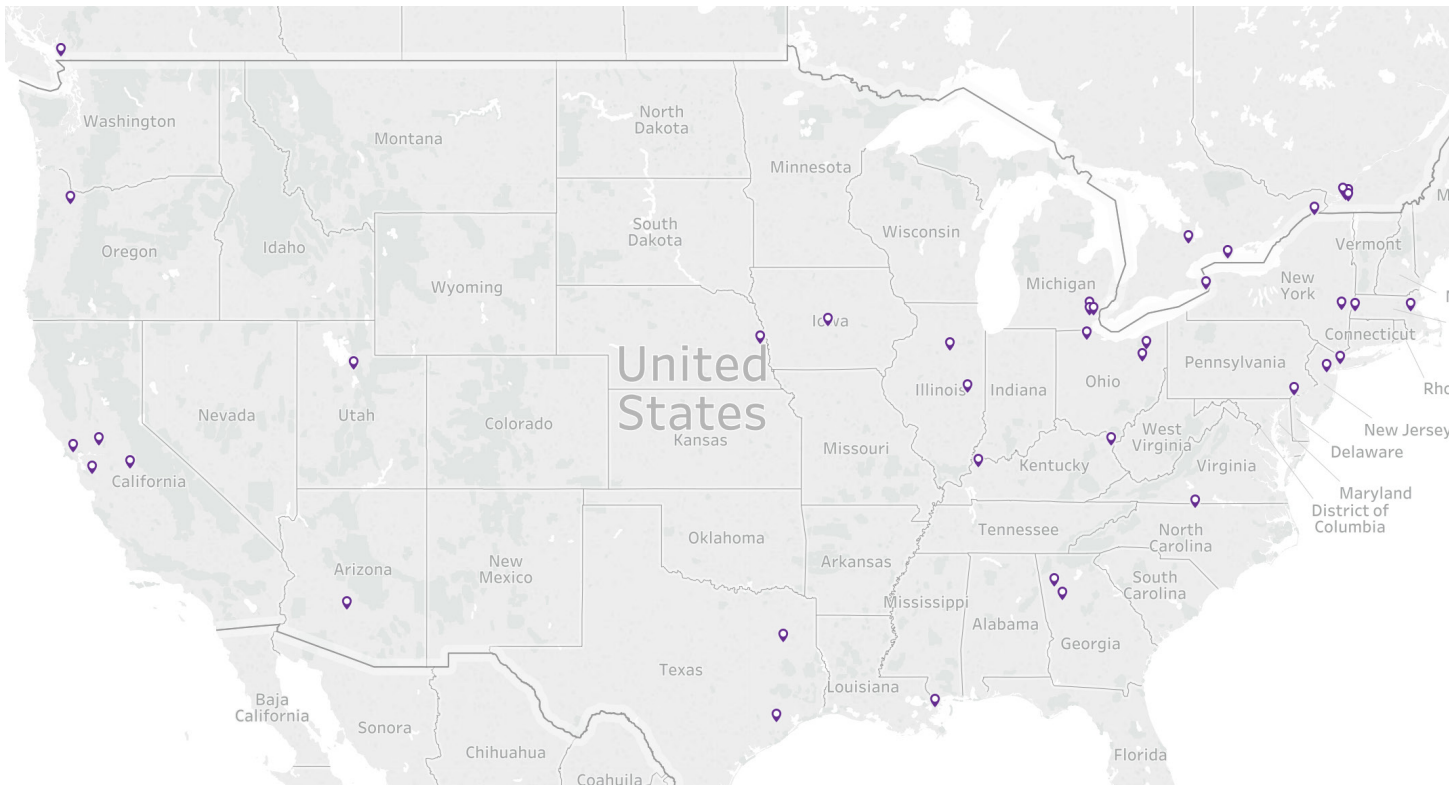 Washington
Montana
North
Dakota
Minnesota
Oregon
Idaho
Wyoming
South
Dakota
Wisconsin
Michigan
New
York
Vermont
M
N
Iowa
Connecticut
Rho
Nevada
Utah
Colorado
United
States
Kansas
Illinois
Indiana
Ohio
Pennsylvania
New Jersey
Delaware
Maryland
District of
Columbia
California
Missouri
Kentucky
West
Virginia
Virginia
Arizona
New
Mexico
Oklahoma
Arkansas
Tennessee
North
Carolina
South
Carolina
Mississippi
Alabama
Georgia
Texas
Louisiana
Florida
Baja
California
Sonora
Chihuahua
Coahuila